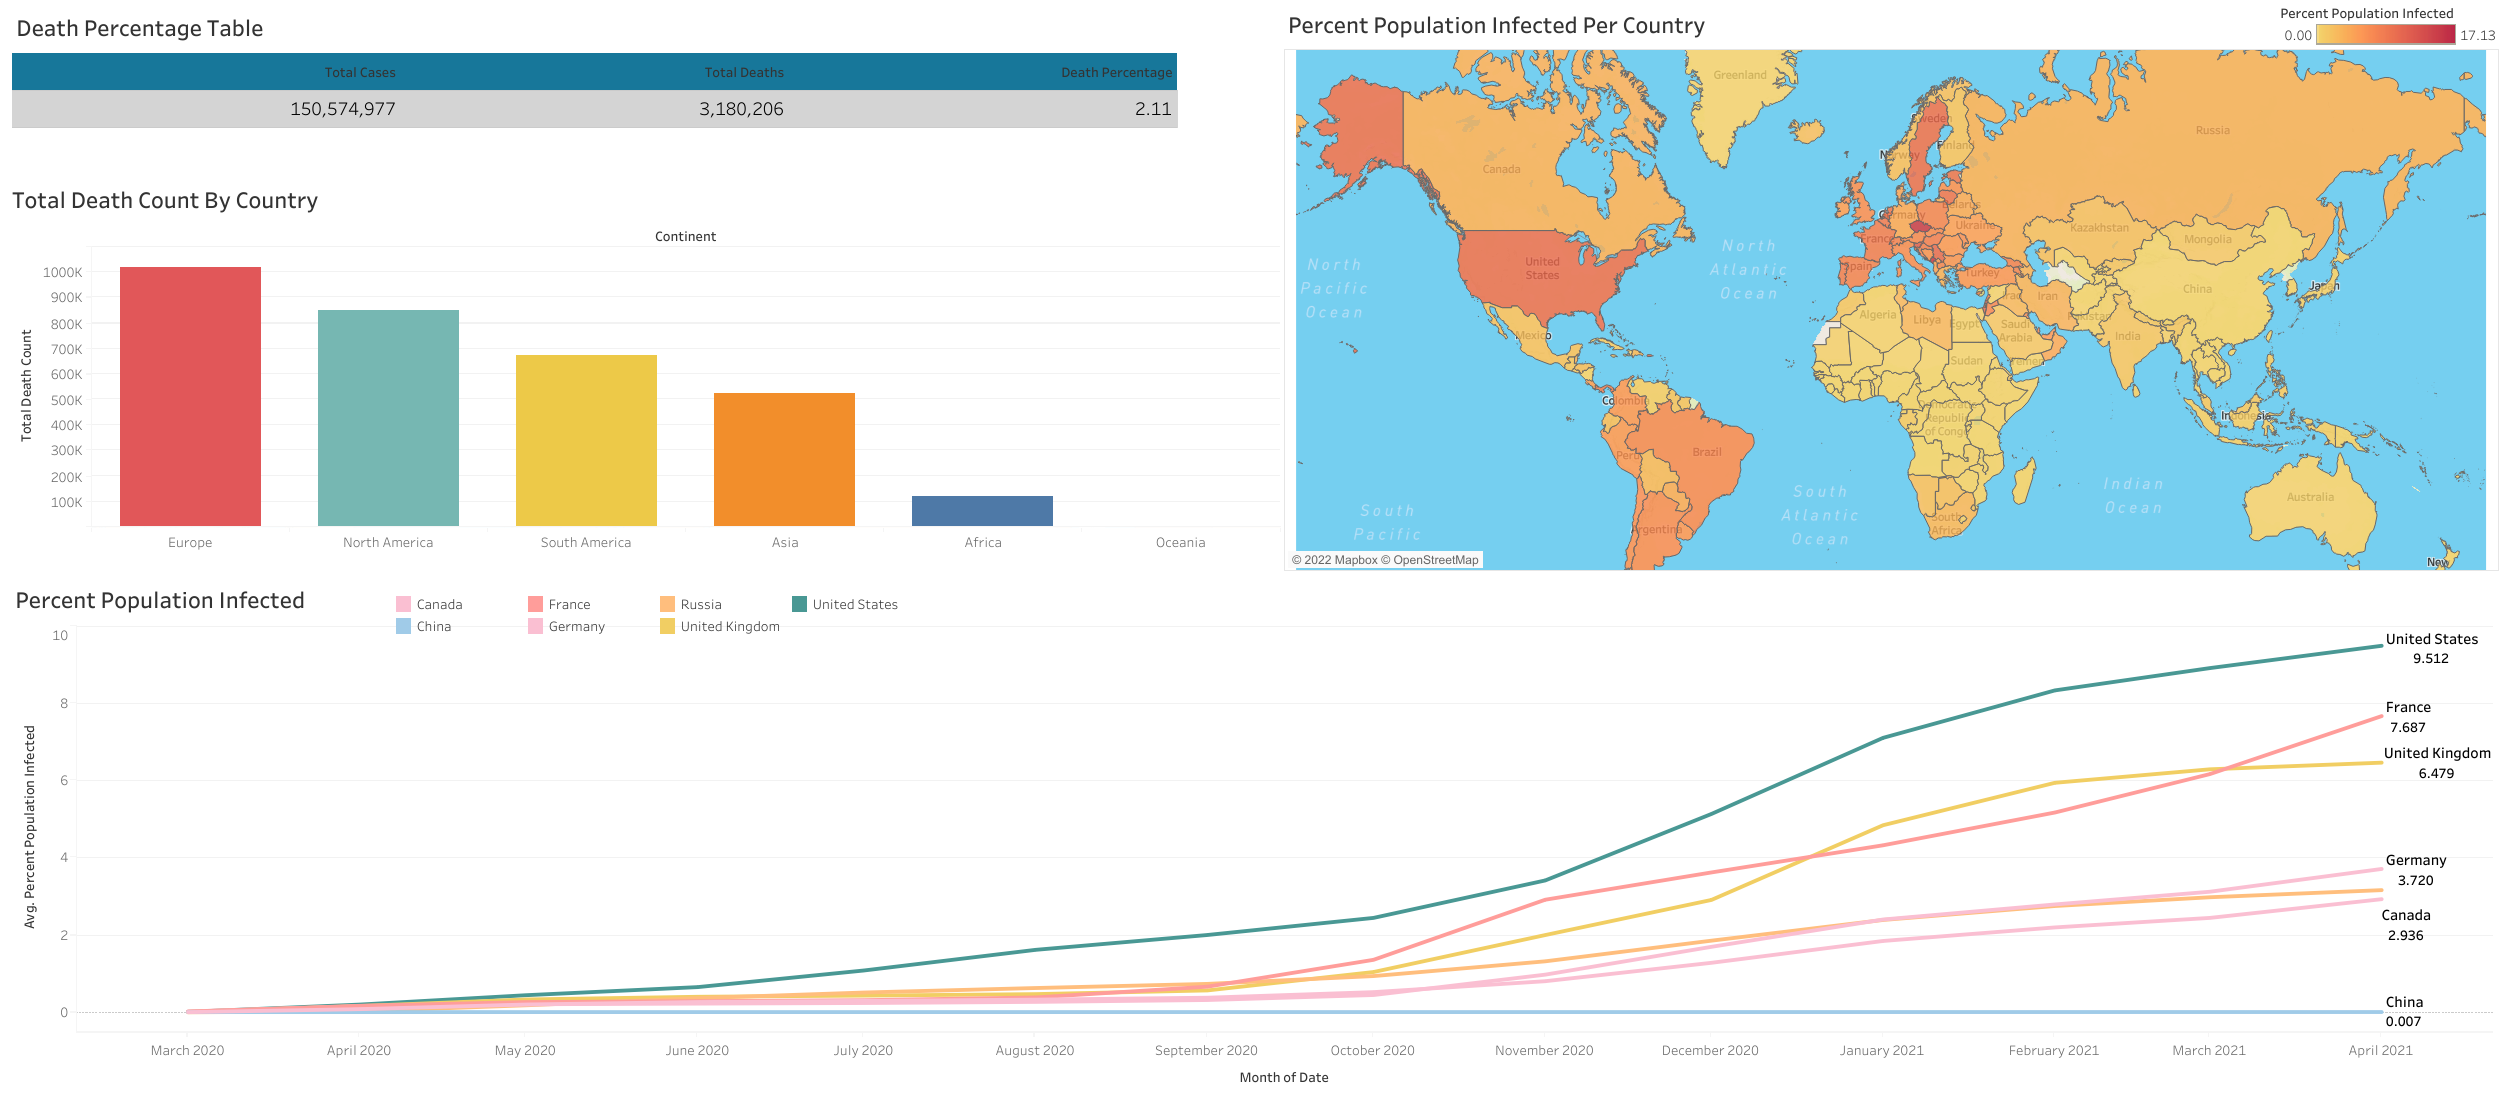 Death Percentage Table
Total Cases Total Deaths Death Percentage
150,574,977 3,180,206 2.11
Total Death Count By Country
Continent
Total Death Count
1000K
900K
800K
700K
600K
500K
400K
300K
200K
100K
Europe North America South America Asia Africa Oceania
Percent Population Infected Per Country
Percent Population Infected
0.00 17.13
Greenland
Russia
Canada
Sweden
Norway
Finland
Belarus
Germany
Ukraine
France
Kazakhstan
Mongolia
United
States
Spain
Turkey
China
Japan
Iraq
Iran
Algeria
Libya
Egypt
Saudi
Arabia
Pakistan
India
Mexico
Sudan
Yemen
Colombia
Democratic
Republic
of Congo
Indonesia
Peru
Brazil
Argentina
South
Africa
Australia
New
North
Pacific
Ocean
North
Atlantic
Ocean
South
Pacific
South
Atlantic
Ocean
Indian
Ocean
© 2022 Mapbox © OpenStreetMap
Percent Population Infected
Canada France Russia United States
China Germany United Kingdom
Avg. Percent Population Infected
10
8
6
4
2
0
United States
9.512
France
7.687
United Kingdom
6.479
Germany
3.720
Canada
2.936
China
0.007
March 2020 April 2020 May 2020 June 2020 July 2020 August 2020 September 2020 October 2020 November 2020 December 2020 January 2021 February 2021 March 2021 April 2021
Month of Date